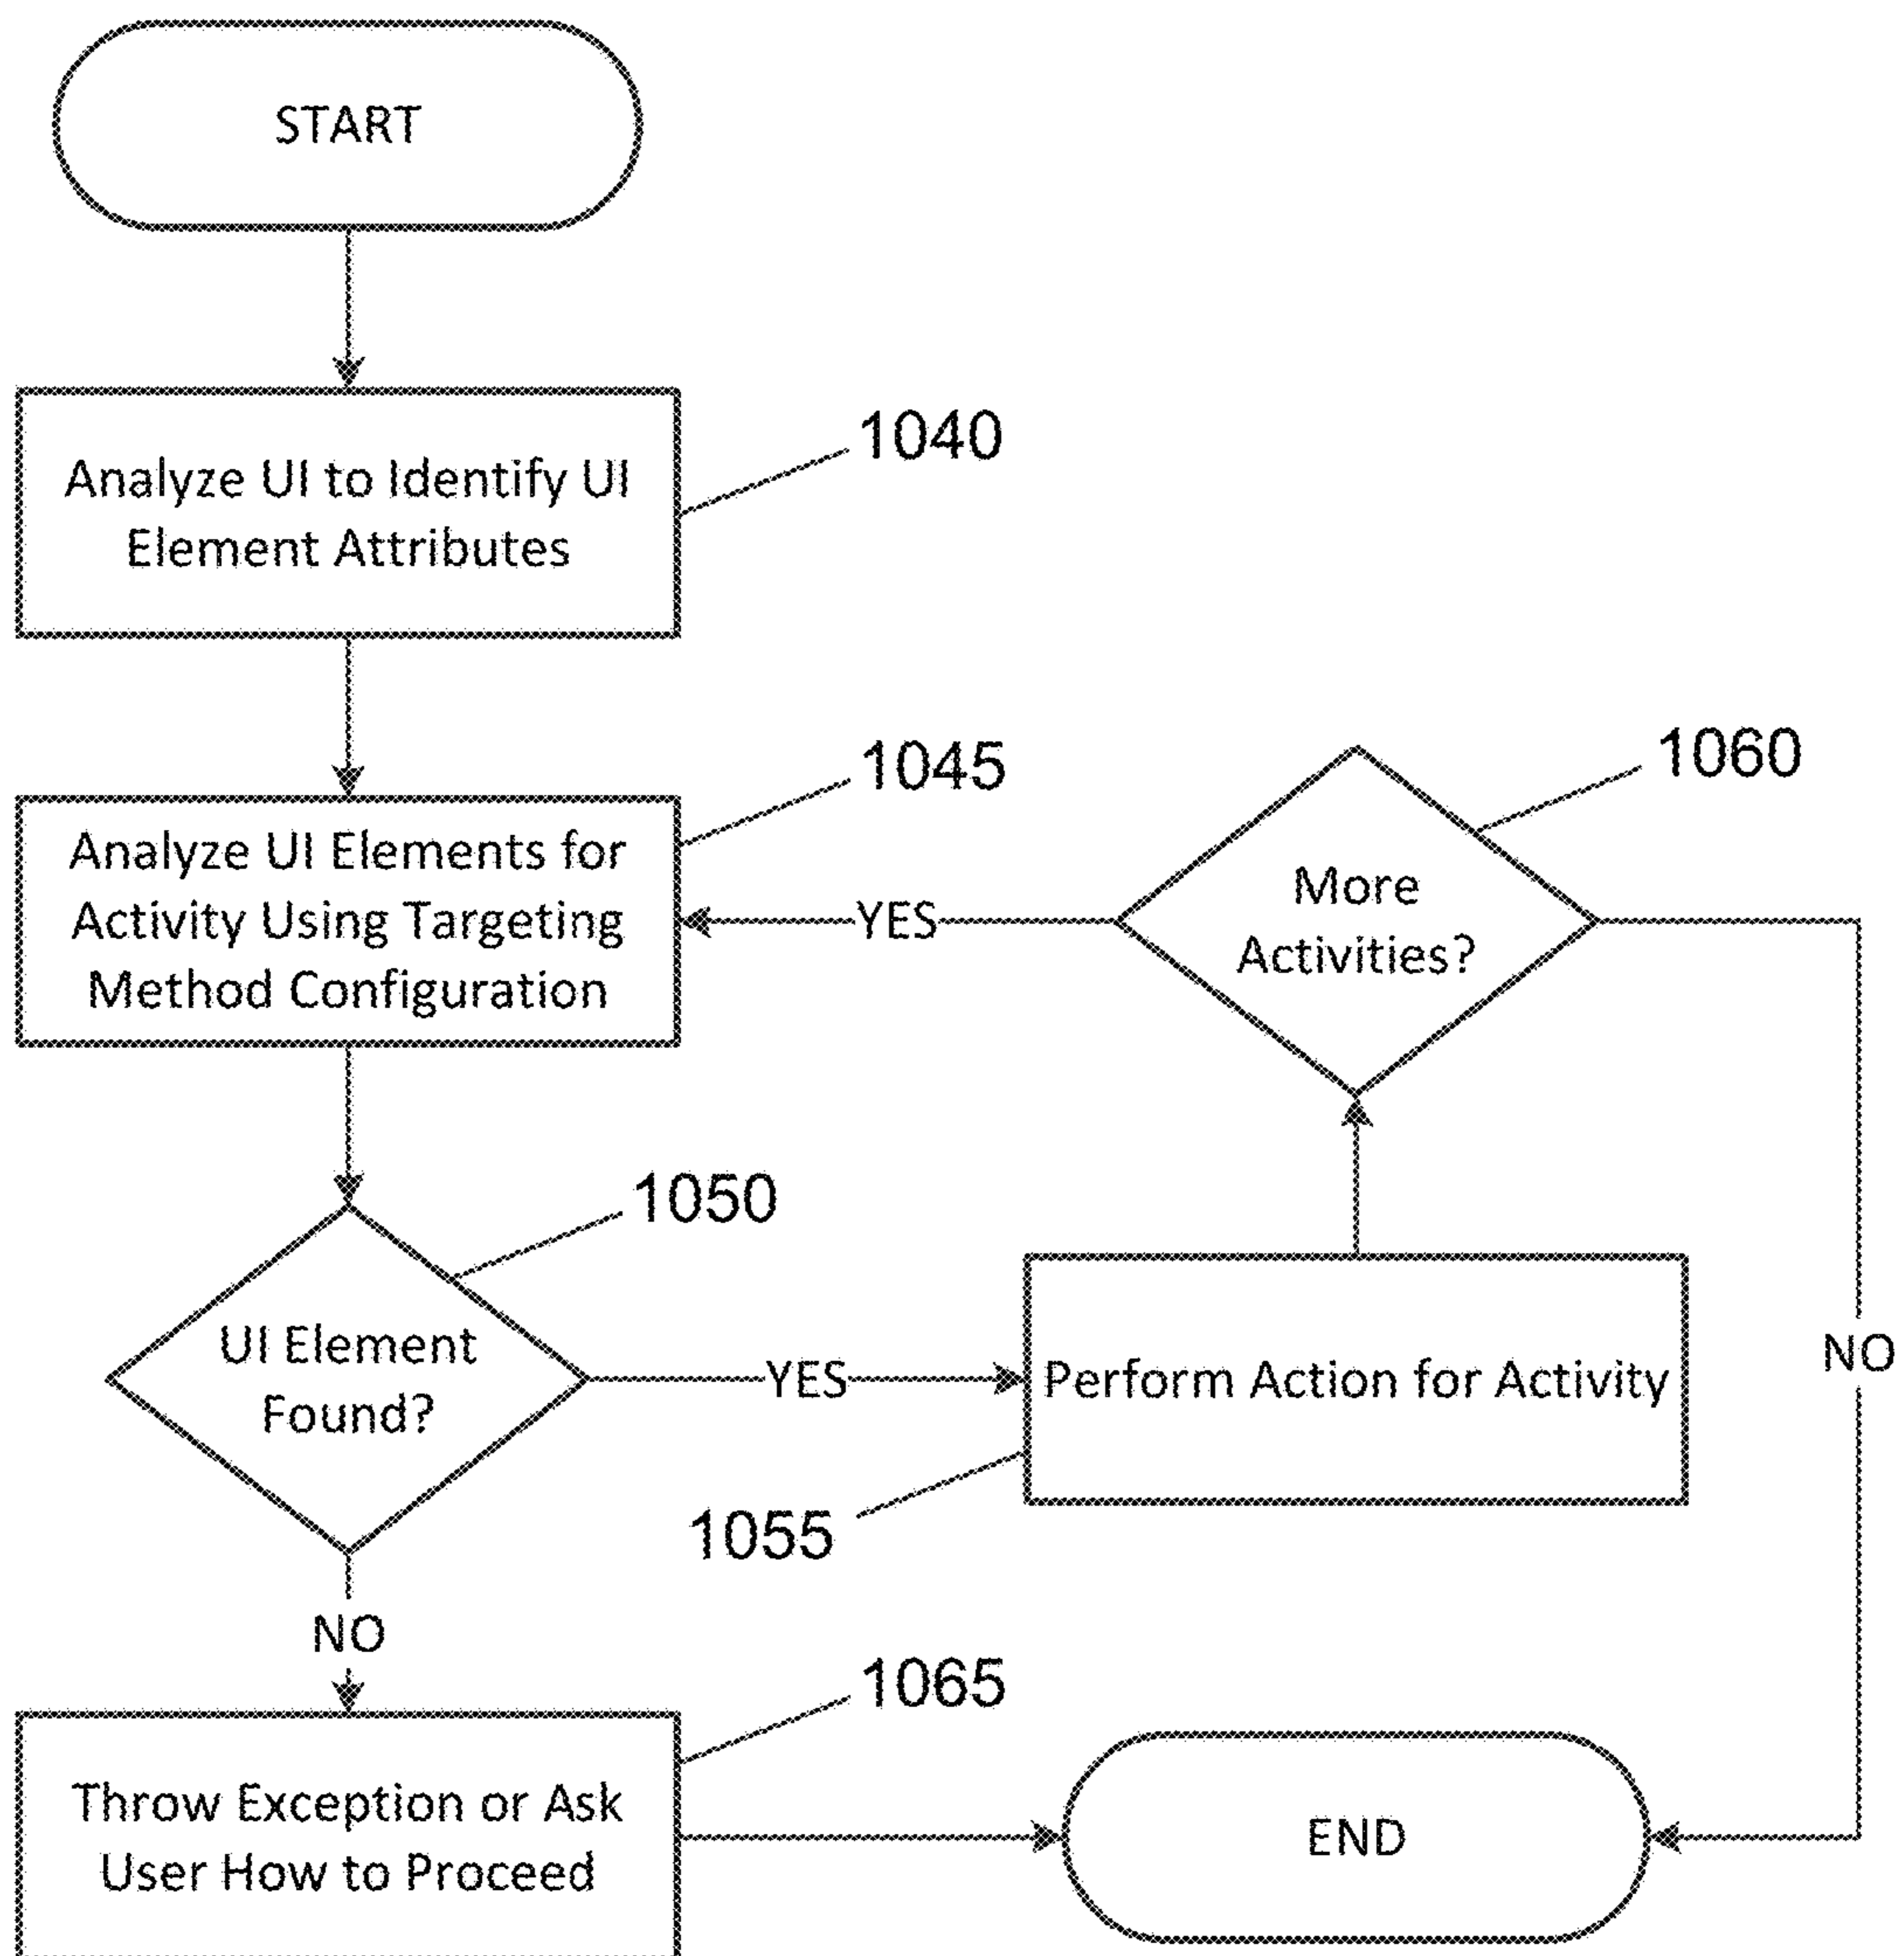 START
Analyze UI to Identify UI
Element Attributes
1040
Analyze UI Elements for
Activity Using Targeting
Method Configuration
1045
YES
More
Activities?
1060
UI Element
Found?
1050
YES
Perform Action for Activity
1055
NO
NO
Throw Exception or Ask
User How to Proceed
1065
END